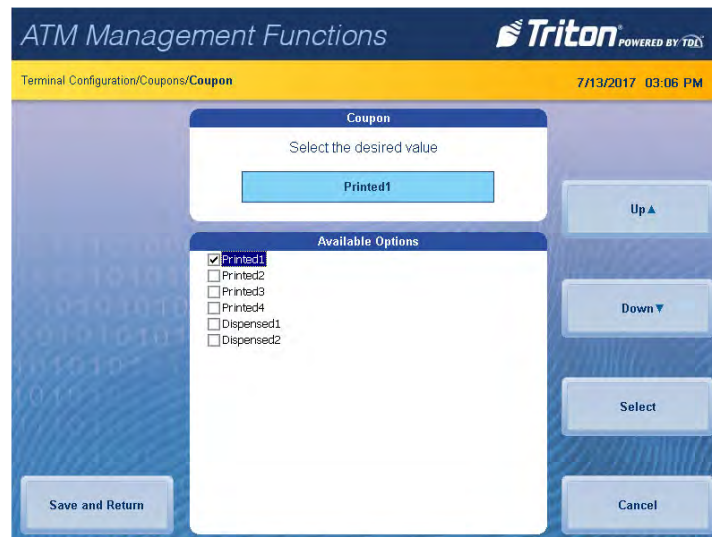 ATM Management Functions
Triton POWERED BY TDL
Terminal Configuration/Coupons/Coupon
7/13/2017 03:06 PM
Coupon
Select the desired value
Printed1
Available Options
Printed1
Printed2
Printed3
Printed4
Dispensed1
Dispensed2
Up
Down
Select
Save and Return
Cancel